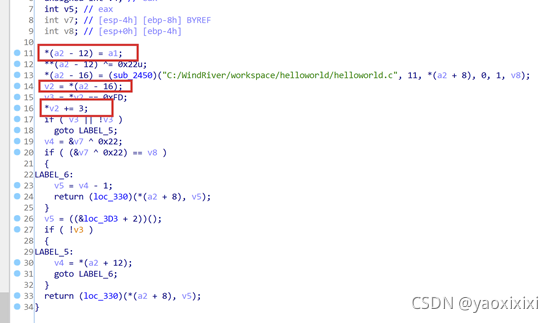 int v5; // eax
8 int v7; // [esp-4h] [ebp-8h] BYREF
9 int v8; // [esp+0h] [ebp-4h]
10
11 *(a2 - 12) = a1;
12 **(a2 - 12) ^= 0x22u;
13 *(a2 - 16) = (sub_2450)("C:/WindRiver/workspace/helloworld/helloworld.c", 11, *(a2 + 8), 0, 1, v8);
14 v2 = *(a2 - 16);
15 v3 = *v2 == 0xFD;
16 *v2 += 3;
17 if ( v3 || !v3 )
18 goto LABEL_5;
19 v4 = &v7 ^ 0x22;
20 if ( (&v7 ^ 0x22) == v8 )
21 {
22 LABEL_6:
23 v5 = v4 - 1;
24 return (loc_330)(*(a2 + 8), v5);
25 }
26 v5 = ((&loc_3D3 + 2))();
27 if ( !v3 )
28 {
29 LABEL_5:
30 v4 = *(a2 + 12);
31 goto LABEL_6;
32 }
33 return (loc_330)(*(a2 + 8), v5);
34 }
CSDN @yaoxixixi